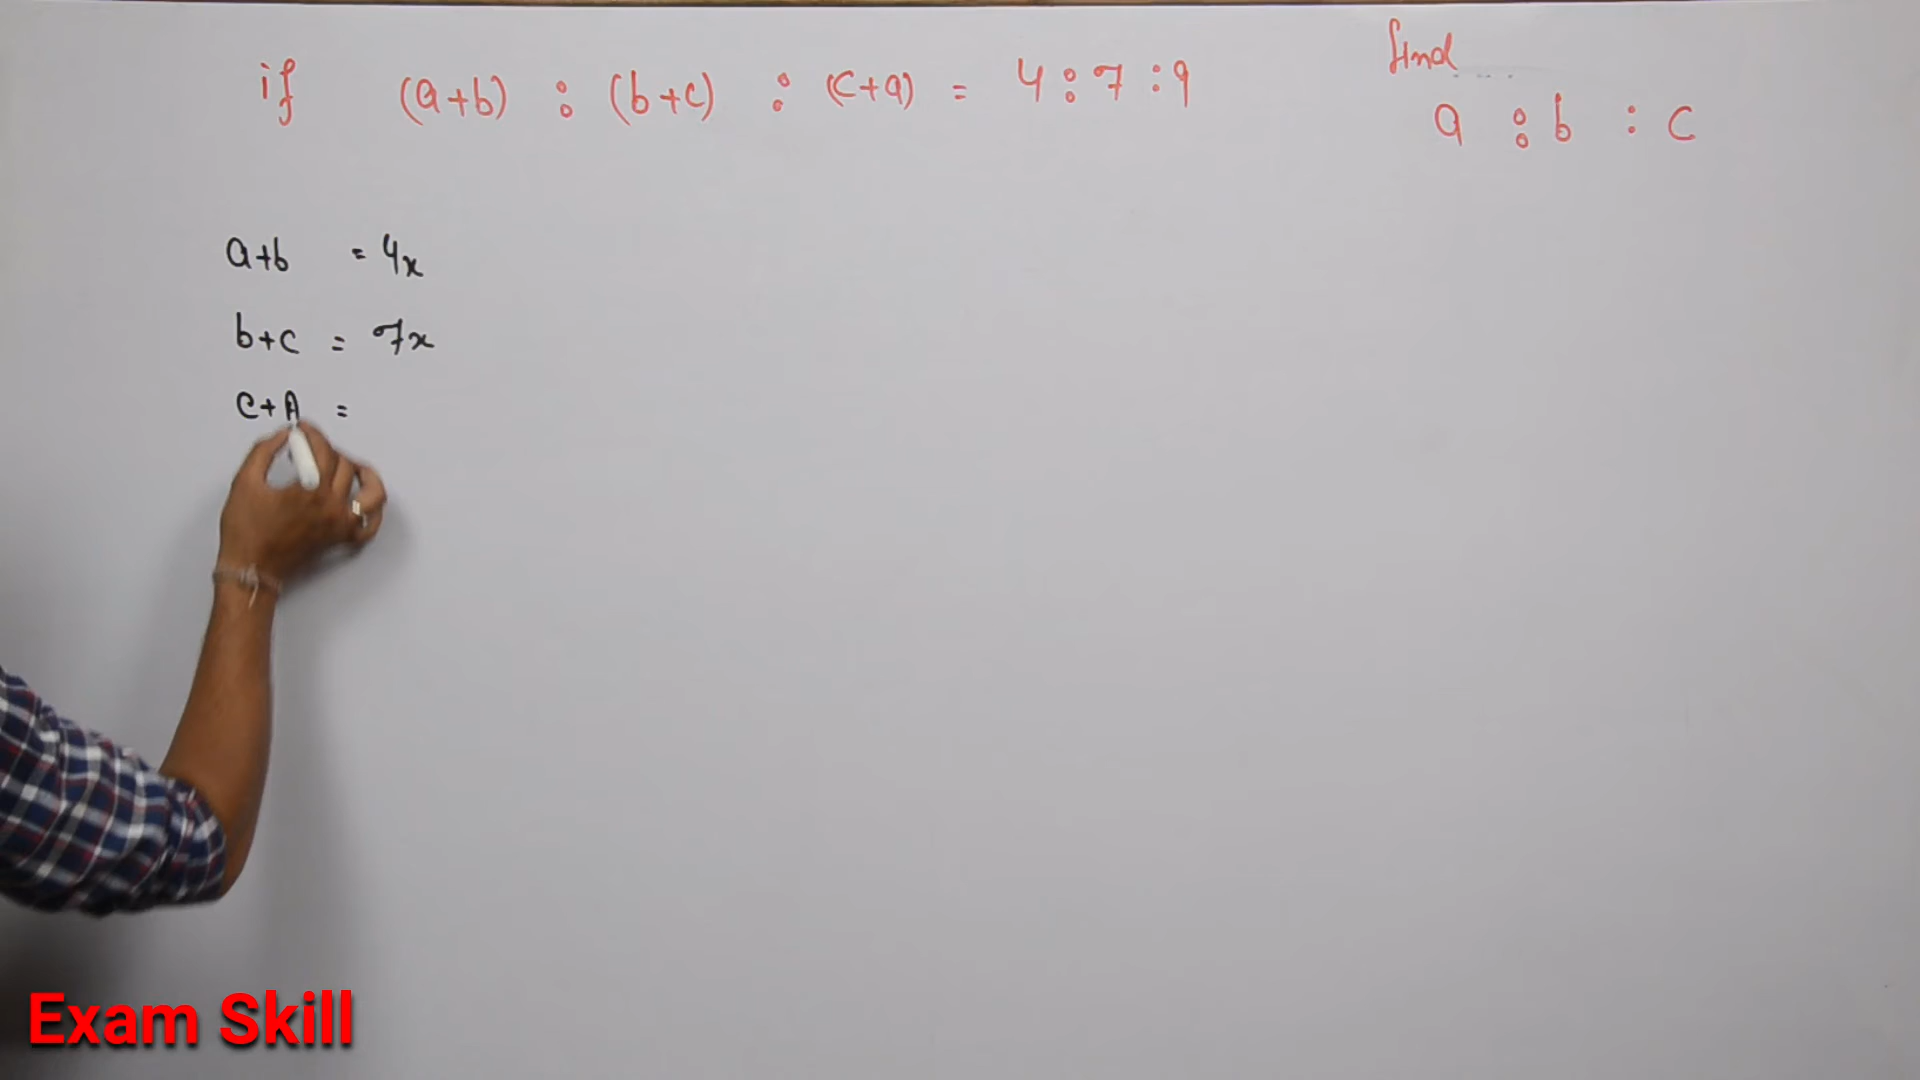 if (a+b) : (b+c) : (c+a) = 4 : 7 : 9
find....
a : b : c
a+b = 4x
b+c = 7x
C+A =
Exam Skill